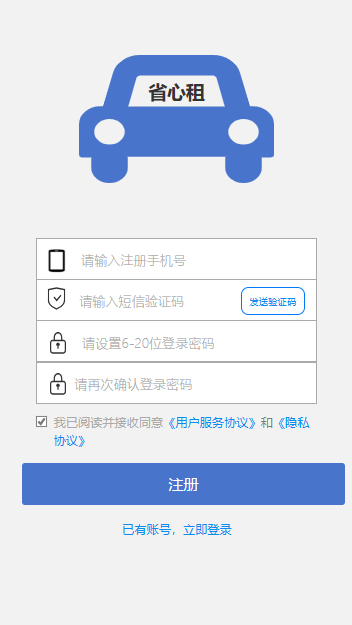 省心租
请输入注册手机号
请输入短信验证码
发送验证码
请设置6-20位登录密码
请再次确认登录密码
我已阅读并接收同意《用户服务协议》和《隐私
协议》
注册
已有账号，立即登录